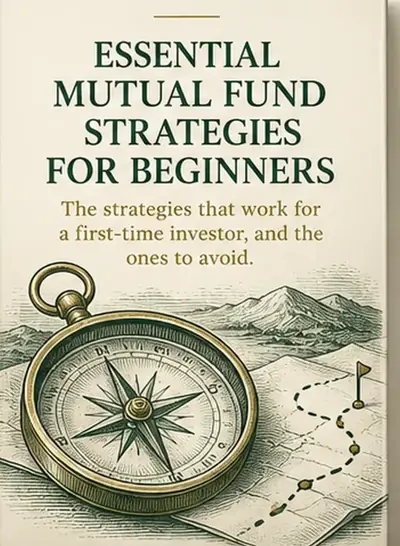 ESSENTIAL
MUTUAL FUND
STRATEGIES
FOR BEGINNERS
The strategies that work for
a first-time investor, and the
ones to avoid.